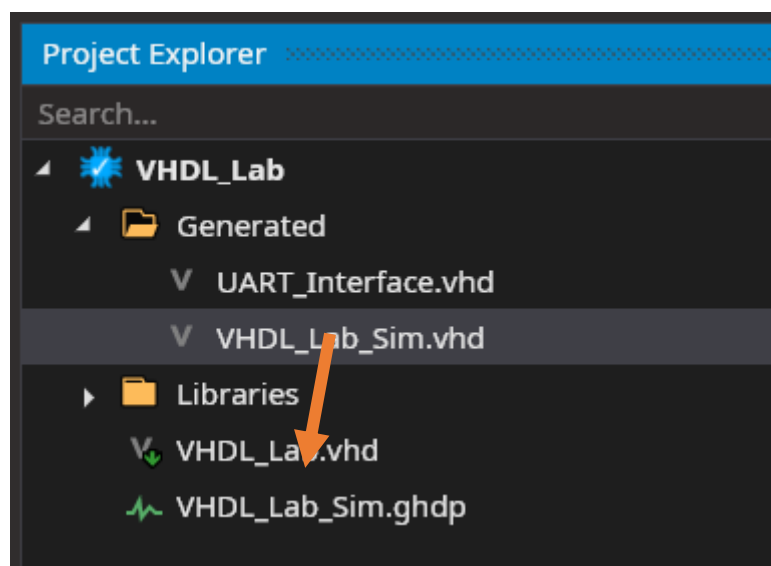 Project Explorer
Search...
VHDL_Lab
Generated
UART_Interface.vhd
VHDL_Lab_Sim.vhd
Libraries
VHDL_Lab.vhd
VHDL_Lab_Sim.ghdp